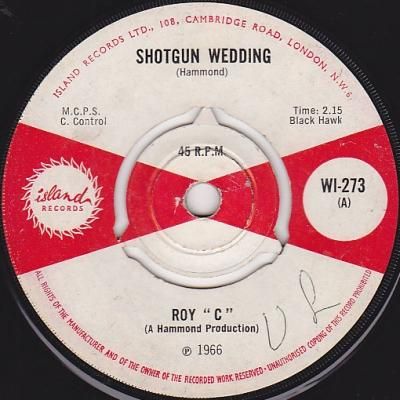 ISLAND RECORDS LTD., 108, CAMBRIDGE ROAD, LONDON, N.W.6.
SHOTGUN WEDDING
(Hammond)
M.C.P.S.
C. Control
Time: 2.15
Black Hawk
45 R.P.M
island
RECORDS
WI-273
(A)
ROY "C"
(A Hammond Production)
℗ 1966
ALL RIGHTS OF THE MANUFACTURER AND OF THE OWNER OF THE RECORDED WORK RESERVED - UNAUTHORISED COPYING OF THIS RECORD PROHIBITED